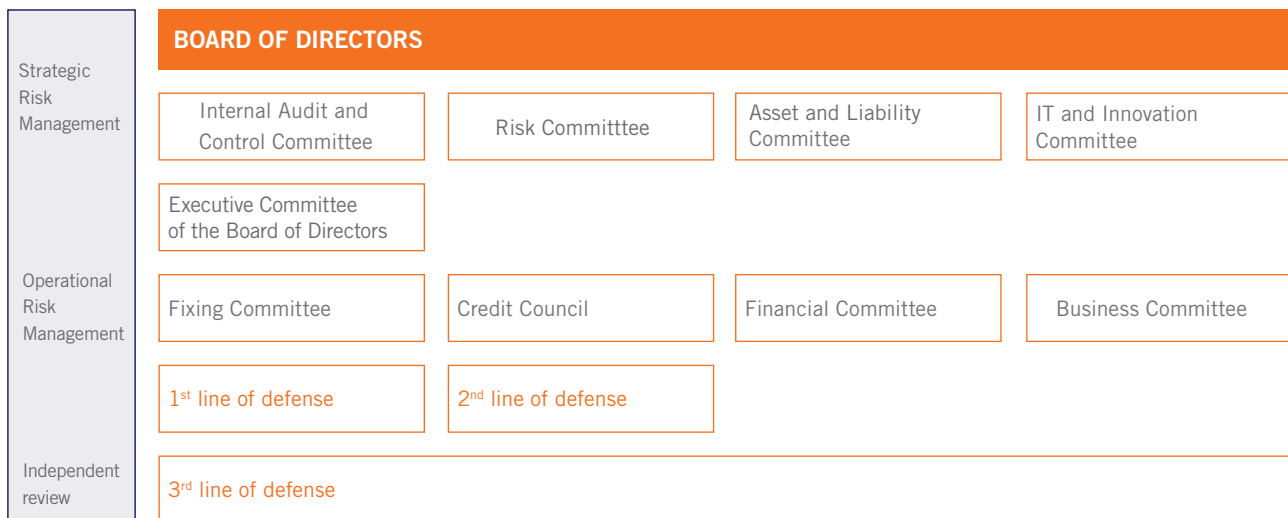 BOARD OF DIRECTORS
Strategic
Risk
Management
Internal Audit and
Control Committee
Risk Committtee
Asset and Liability
Committee
IT and Innovation
Committee
Executive Committee
of the Board of Directors
Operational
Risk
Management
Fixing Committee
Credit Council
Financial Committee
Business Committee
1st line of defense
2nd line of defense
Independent
review
3rd line of defense